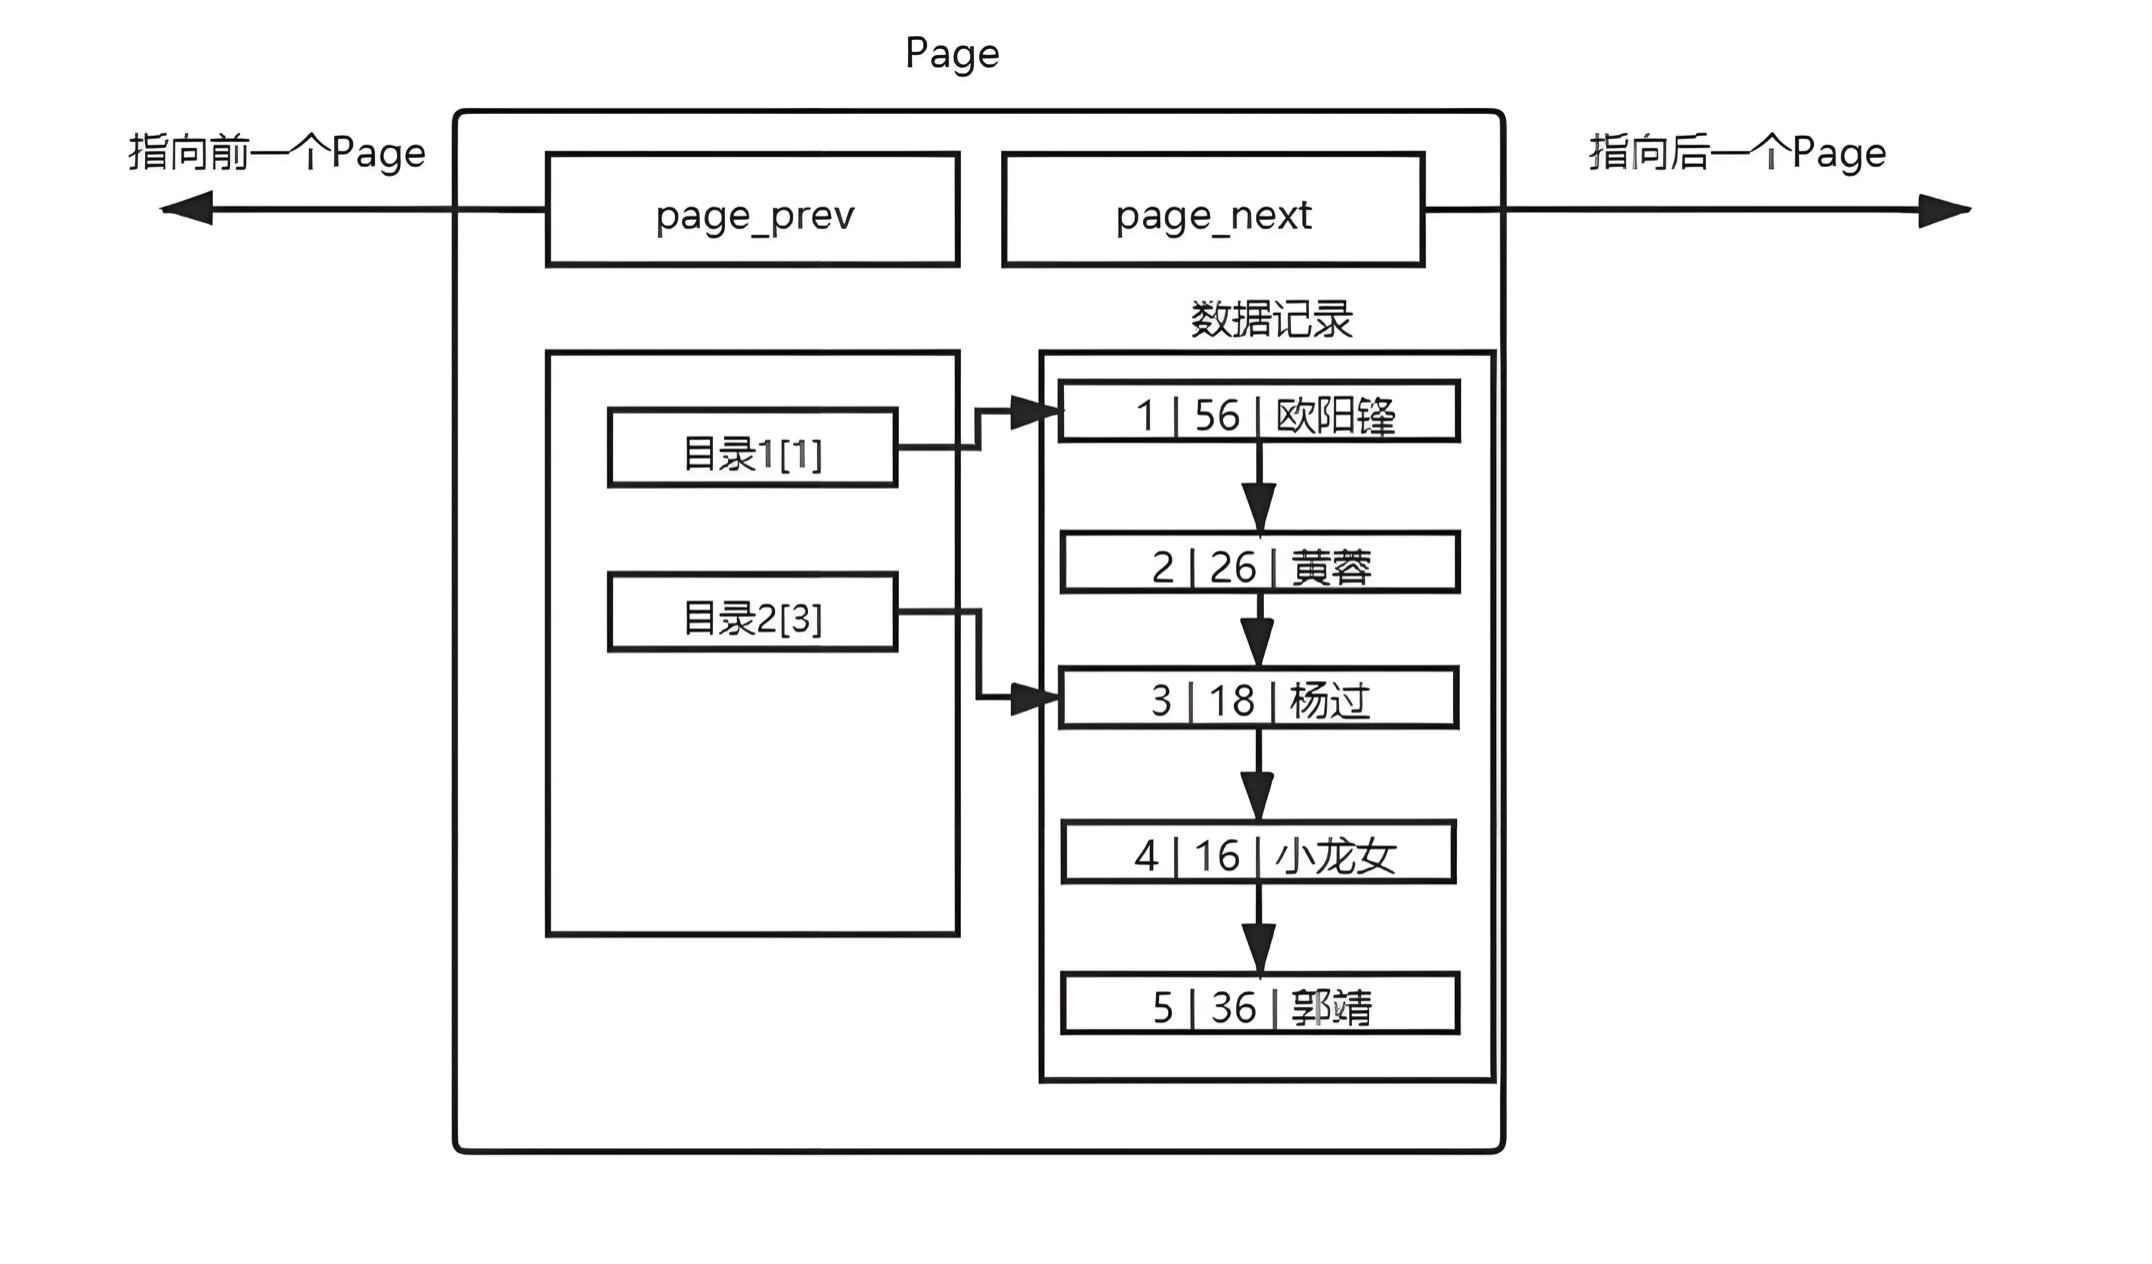 Page
指向前一个Page
指向后一个Page
page_prev
page_next
数据记录
目录1[1]
目录2[3]
1 | 56 | 欧阳锋
2 | 26 | 黄蓉
3 | 18 | 杨过
4 | 16 | 小龙女
5 | 36 | 郭靖